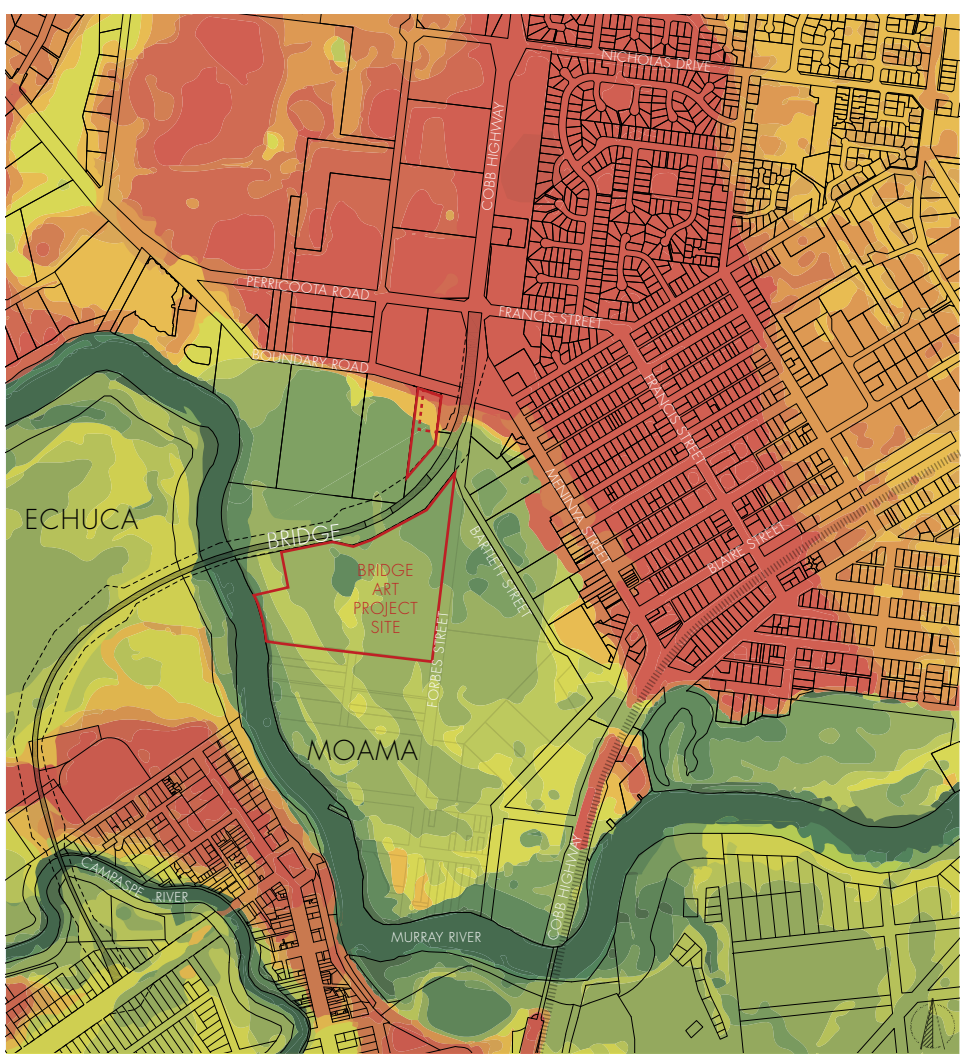 NICHOLAS DRIVE
COBB HIGHWAY
PERRICOOTA ROAD
FRANCIS STREET
BOUNDARY ROAD
FRANCIS STREET
MENINYA STREET
ECHUCA
BRIDGE
BARTLETT STREET
BLAIRE STREET
BRIDGE
ART
PROJECT
SITE
FORBES STREET
MOAMA
CAMPASPE RIVER
COBB HIGHWAY
MURRAY RIVER